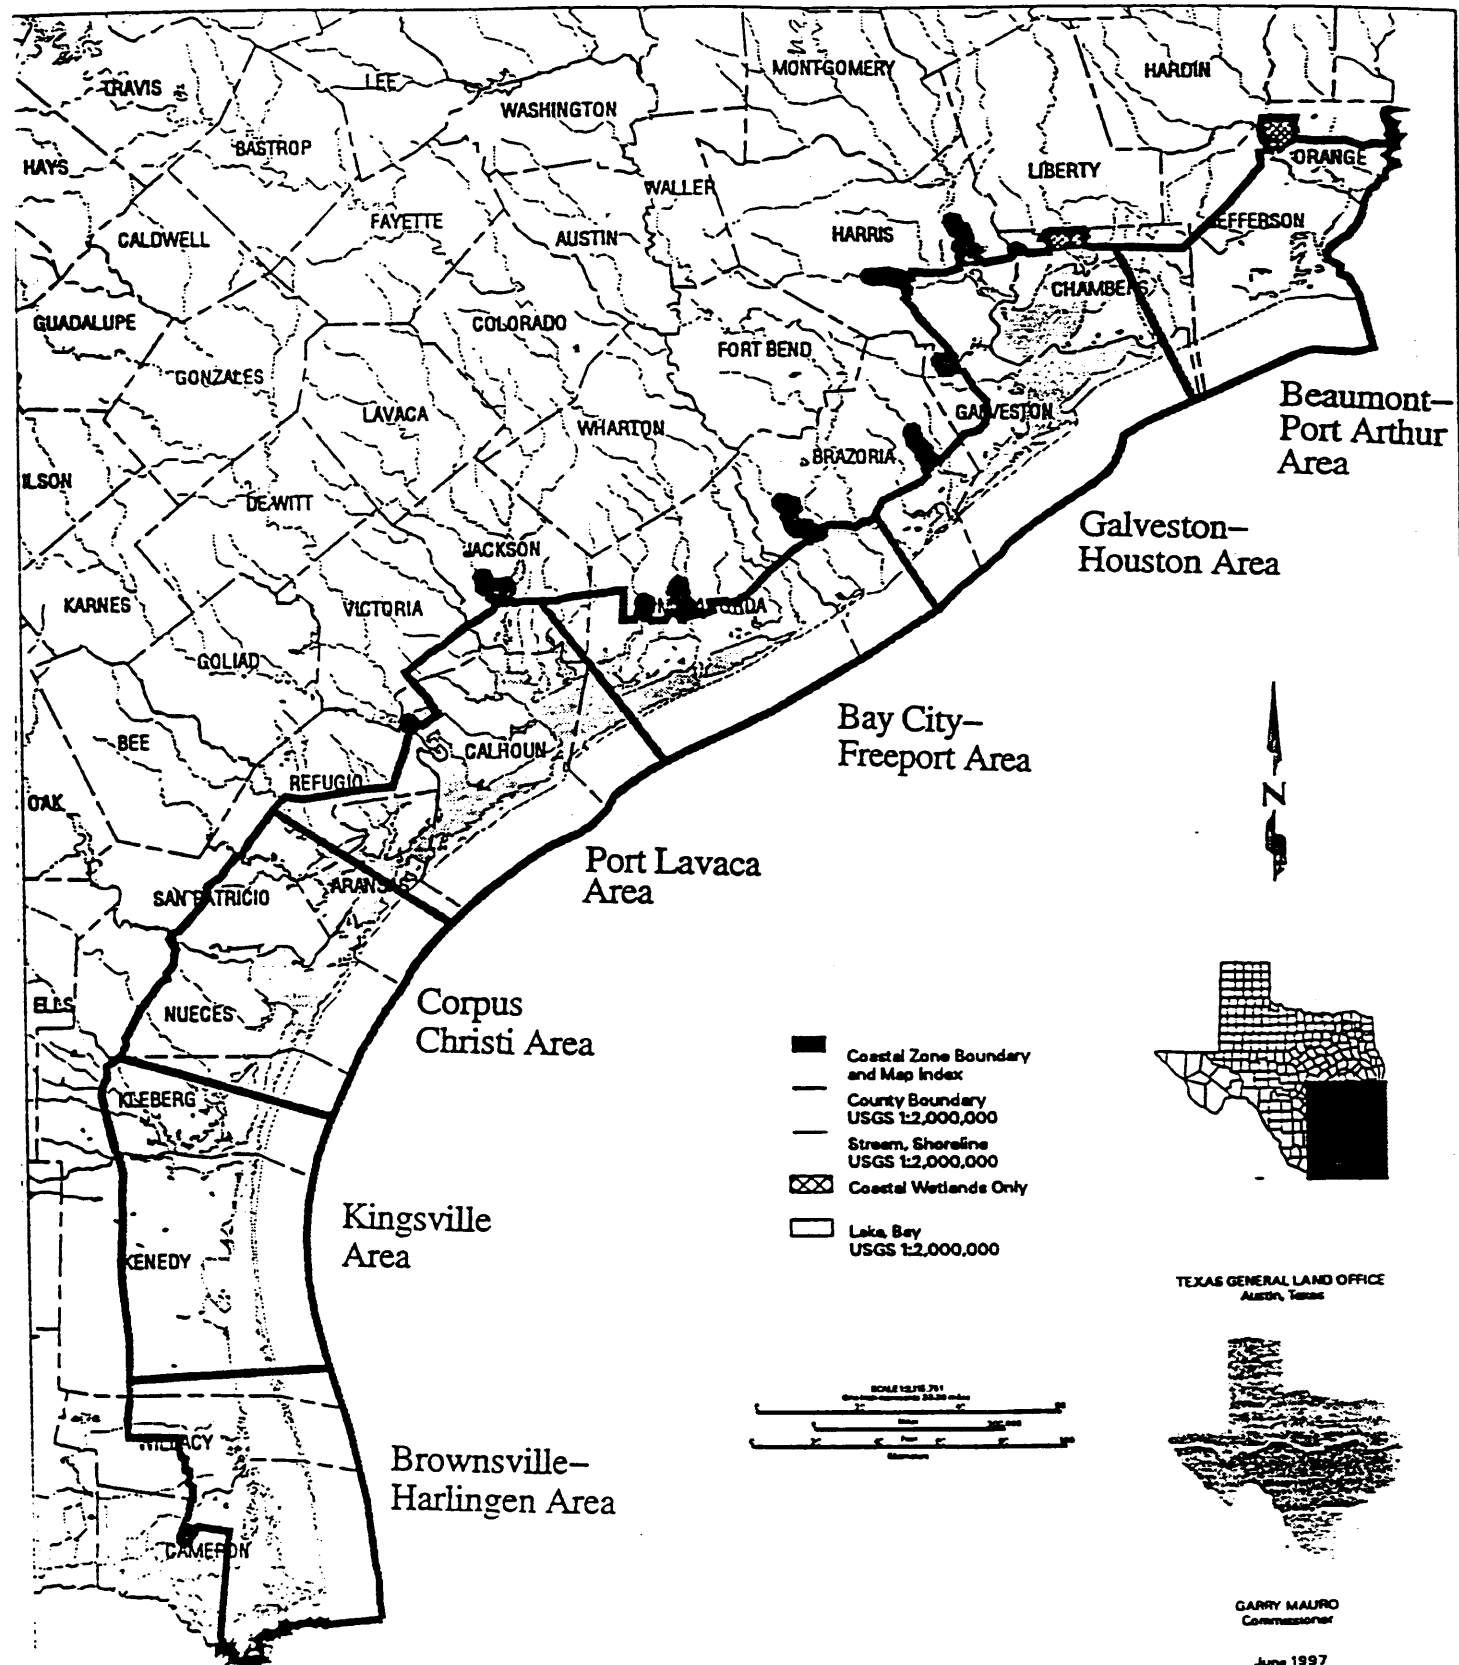 TRAVIS
LEE
WASHINGTON
MONTGOMERY
HARDIN
HAYS
BASTROP
WALLER
LIBERTY
ORANGE
CALDWELL
FAYETTE
AUSTIN
HARRIS
JEFFERSON
GUADALUPE
COLORADO
FORT BEND
CHAMBERS
GONZALES
LAVACA
WHARTON
BRAZORIA
GALVESTON
Beaumont–
Port Arthur
Area
ILSON
DE WITT
JACKSON
Galveston–
Houston Area
KARNES
VICTORIA
GOLIAD
Bay City–
Freeport Area
BEE
CALHOUN
REFUGIO
OAK
N
Port Lavaca
Area
SAN PATRICIO
ARANSAS
ELLS
NUECES
Corpus
Christi Area
KLEBERG
Kingsville
Area
KENEDY
WILLACY
Brownsville–
Harlingen Area
CAMERON
Coastal Zone Boundary
and Map Index
County Boundary
USGS 1:2,000,000
Stream, Shoreline
USGS 1:2,000,000
Coastal Wetlands Only
Lake, Bay
USGS 1:2,000,000
TEXAS GENERAL LAND OFFICE
Austin, Texas
GARRY MAURO
Commissioner
June 1997